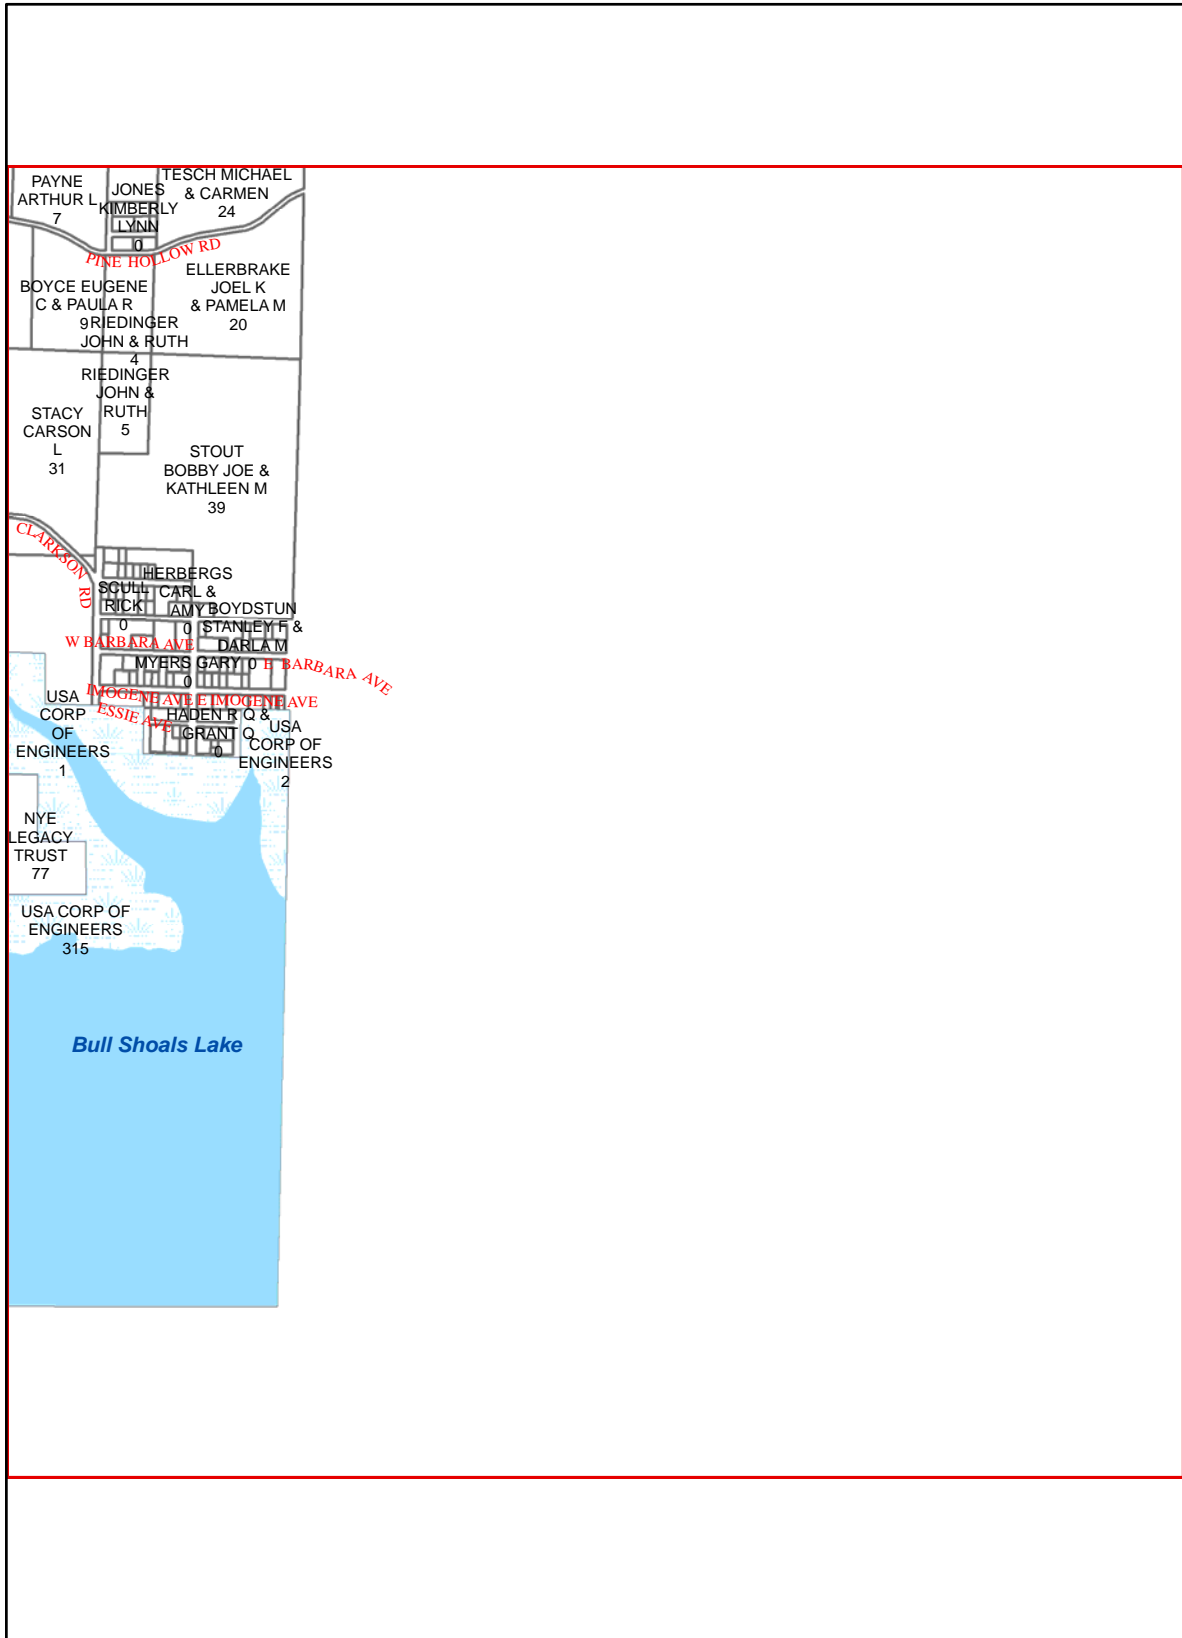 PAYNE
ARTHUR L
7
JONES
KIMBERLY
LYNN
0
TESCH MICHAEL
& CARMEN
24
PINE HOLLOW RD
BOYCE EUGENE
C & PAULA R
9
RIEDINGER
JOHN & RUTH
4
ELLERBRAKE
JOEL K
& PAMELA M
20
RIEDINGER
JOHN &
RUTH
5
STACY
CARSON
L
31
STOUT
BOBBY JOE &
KATHLEEN M
39
CLARKSON RD
SCULL
RICK
0
HERBERGS
CARL &
AMY
0
BOYDSTUN
STANLEY F &
DARLA M
0
W BARBARA AVE
E BARBARA AVE
MYERS GARY
0
IMOGENE AVE
E IMOGENE AVE
ESSIE AVE
HADEN R Q &
GRANT Q
0
USA
CORP
OF
ENGINEERS
1
USA
CORP OF
ENGINEERS
2
NYE
LEGACY
TRUST
77
USA CORP OF
ENGINEERS
315
Bull Shoals Lake